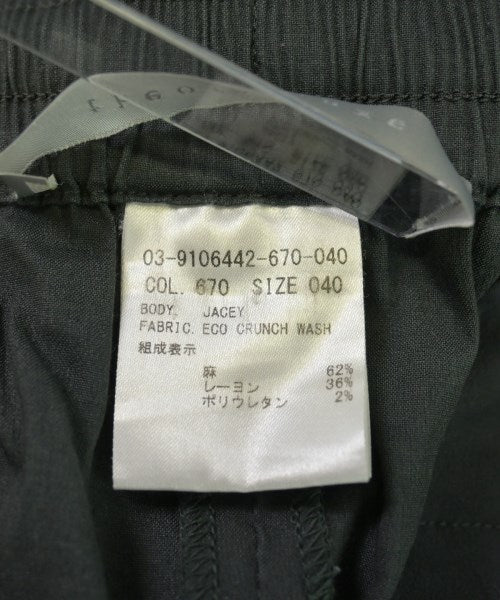 03-9106442-670-040
COL. 670 SIZE 040
BODY. JACEY
FABRIC. ECO CRUNCH WASH
組成表示
麻 62%
レーヨン 36%
ポリウレタン 2%